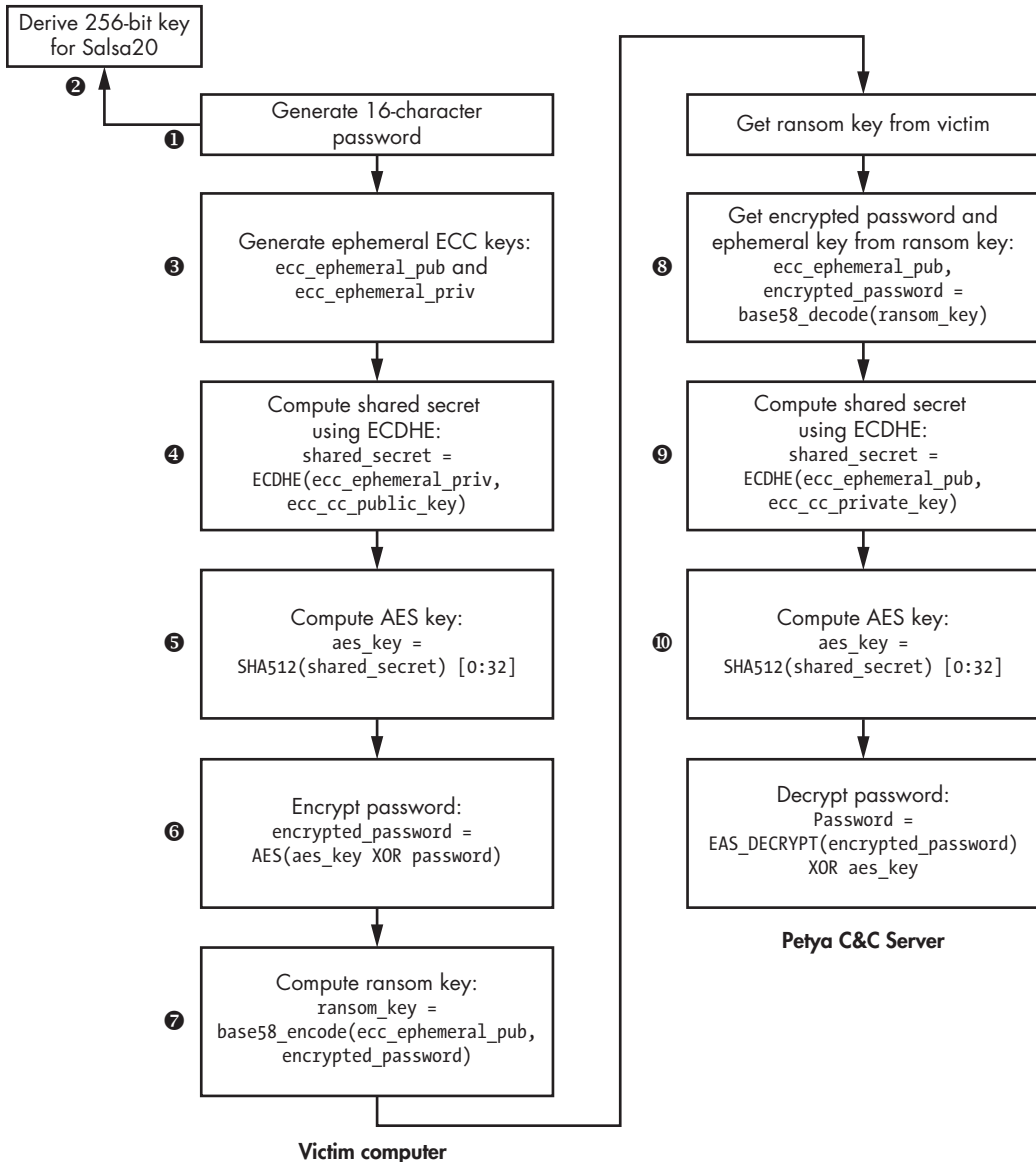 Derive 256-bit key
for Salsa20
❷
❶
Generate 16-character
password
❸
Generate ephemeral ECC keys:
ecc_ephemeral_pub and
ecc_ephemeral_priv
❹
Compute shared secret
using ECDHE:
shared_secret =
ECDHE(ecc_ephemeral_priv,
ecc_cc_public_key)
❺
Compute AES key:
aes_key =
SHA512(shared_secret) [0:32]
❻
Encrypt password:
encrypted_password =
AES(aes_key XOR password)
❼
Compute ransom key:
ransom_key =
base58_encode(ecc_ephemeral_pub,
encrypted_password)
Victim computer
Get ransom key from victim
❽
Get encrypted password and
ephemeral key from ransom key:
ecc_ephemeral_pub,
encrypted_password =
base58_decode(ransom_key)
❾
Compute shared secret
using ECDHE:
shared_secret =
ECDHE(ecc_ephemeral_pub,
ecc_cc_private_key)
❿
Compute AES key:
aes_key =
SHA512(shared_secret) [0:32]
Decrypt password:
Password =
EAS_DECRYPT(encrypted_password)
XOR aes_key
Petya C&C Server